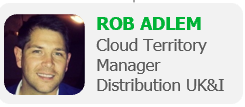 ROB ADLEM
Cloud Territory
Manager
Distribution UK&I